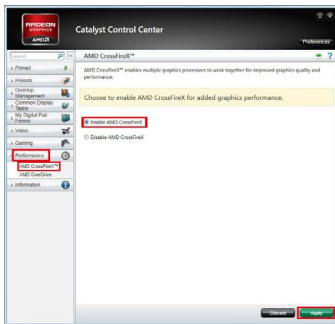 RADEON
GRAPHICS
AMD
Catalyst Control Center
Preferences
Search
AMD CrossFireX™
Pinned
Presets
Desktop
Management
Common Display
Tasks
My Digital Flat-
Panels
Video
Gaming
Performance
AMD CrossFireX™
AMD OverDrive
Information
AMD CrossFireX™ enables multiple graphics processors to work together for improved graphics quality and
performance.
Choose to enable AMD CrossFireX for added graphics performance.
Enable AMD CrossFireX
Disable AMD CrossFireX
Discard
Apply